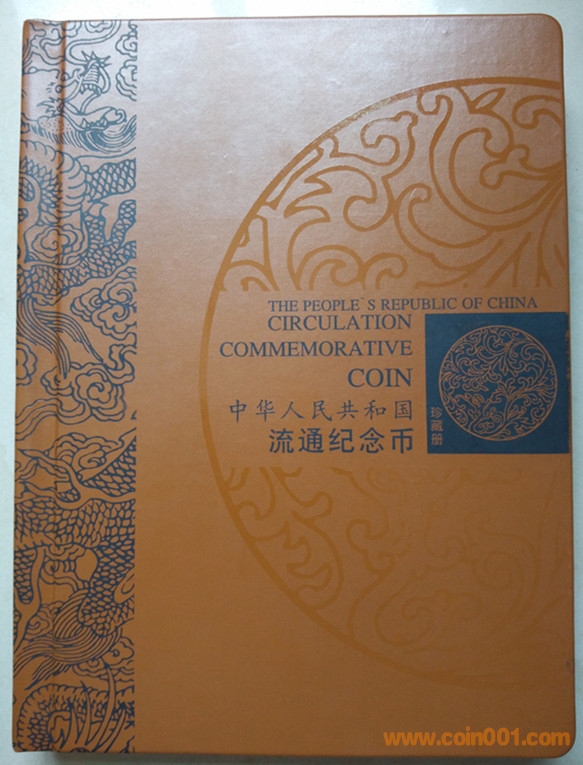 THE PEOPLE`S REPUBLIC OF CHINA
CIRCULATION
COMMEMORATIVE
COIN
中华人民共和国
流通纪念币
珍藏册
www.coin001.com